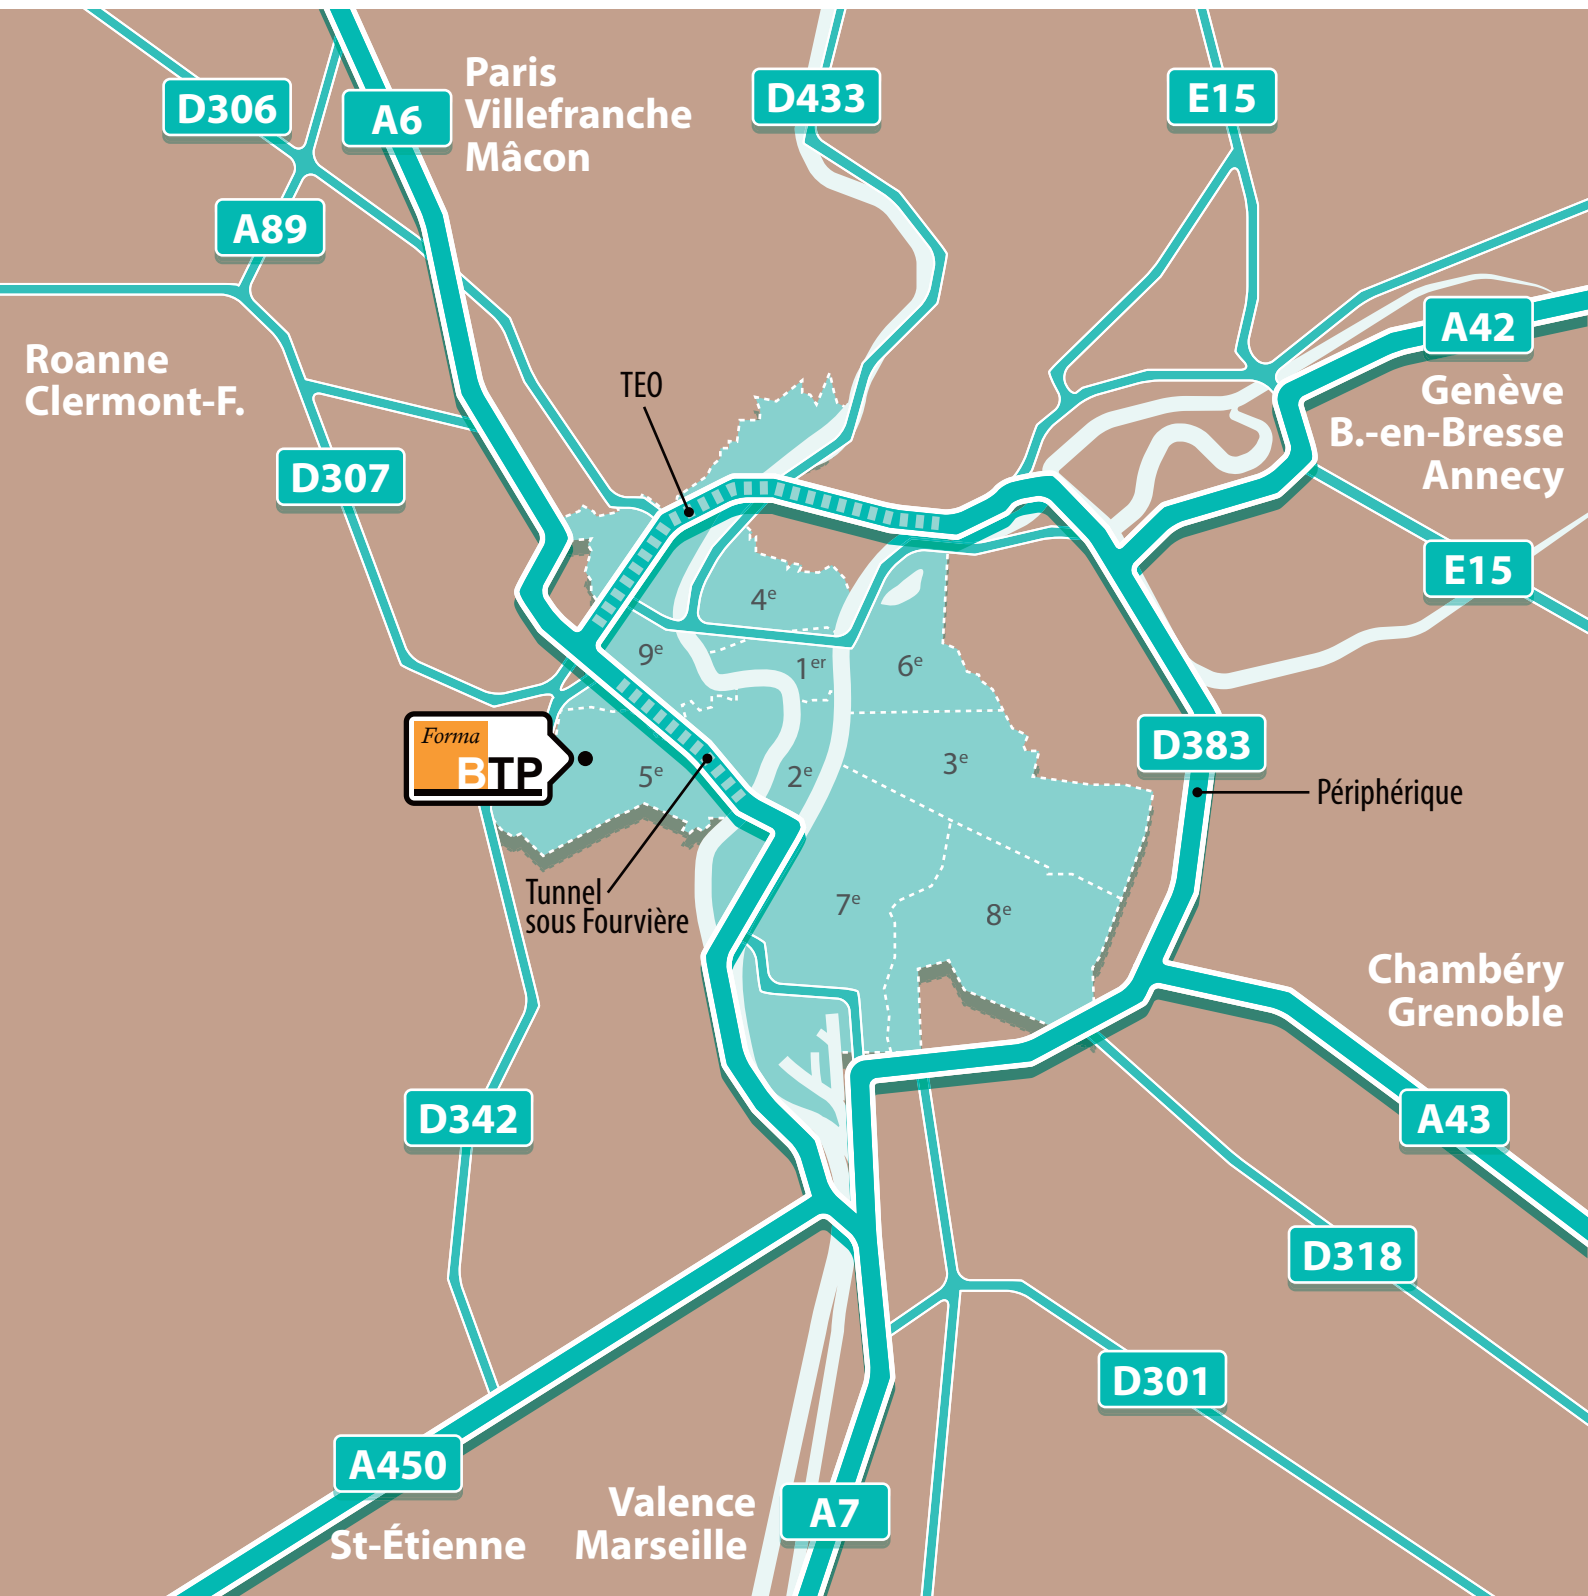 D306
A6
Paris
Villefranche
Mâcon
D433
E15
A89
A42
Roanne
Clermont-F.
TEO
Genève
B.-en-Bresse
Annecy
D307
E15
4e
9e
1er
6e
D383
Forma
BTP
5e
2e
3e
Périphérique
Tunnel
sous Fourvière
7e
8e
Chambéry
Grenoble
D342
A43
D318
D301
A450
St-Étienne
Valence
Marseille
A7